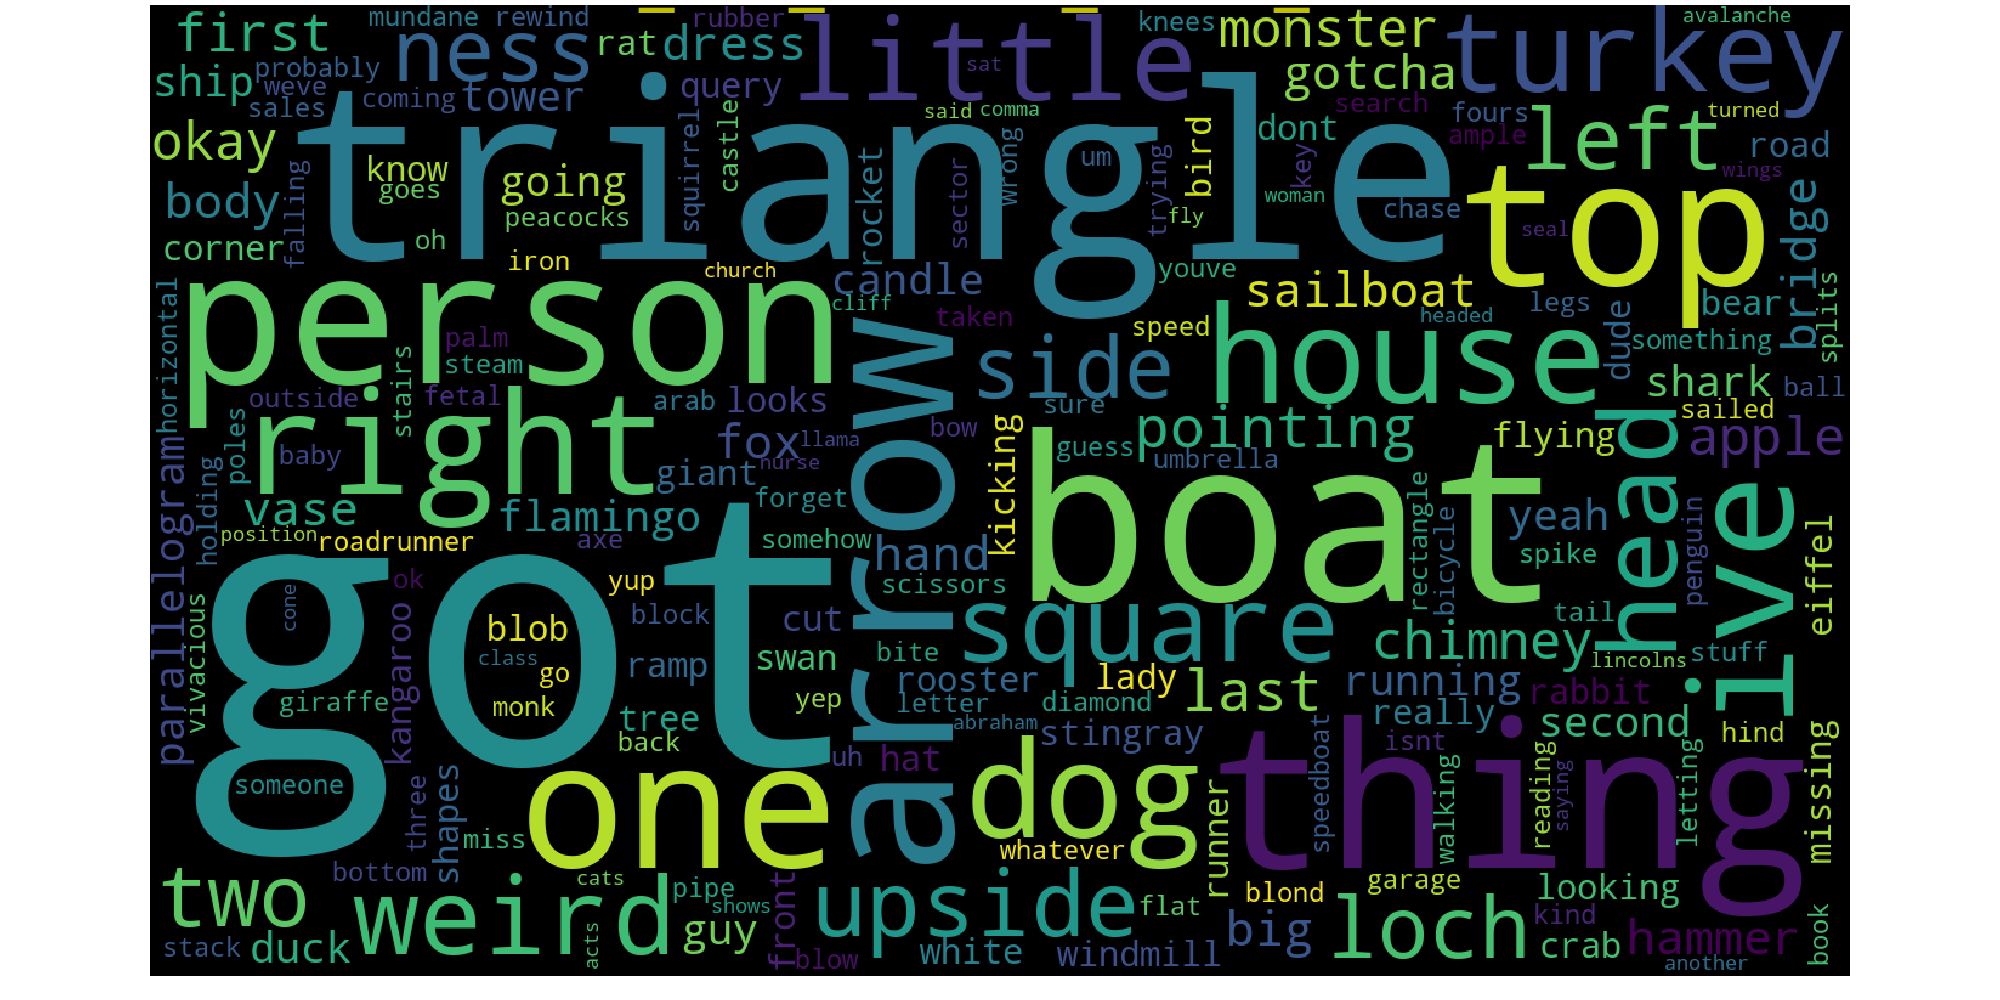 first
mundane
rewind
rubber
little
knees
monster
avalanche
ship
probably
ness
rat
dress
sat
gotcha
turkey
weve
sales
coming
tower
query
said
comma
search
fours
turned
okay
triangle
squirrel
castle
um
bird
dont
key
ample
left
road
know
goes
going
rocket
sector
wrong
trying
woman
chase
wings
body
falling
peacocks
fly
top
seal
bridge
corner
oh
iron
church
candle
youve
sailboat
legs
bear
horizontal
person
cliff
taken
speed
headed
dude
something
splits
palm
steam
stairs
arrow
side
house
shark
ball
outside
fetal
arab
looks
bow
sure
pointing
flying
sailed
right
fox
llama
kicking
guess
umbrella
head
apple
parallelogram
holding
poles
baby
giant
nurse
boat
ive
vase
flamingo
forget
rectangle
bicycle
yeah
penguin
eiffel
position
roadrunner
axe
somehow
hand
spike
got
cone
ok
yup
scissors
square
tail
vivacious
blob
block
cut
chimney
class
go
ramp
swan
bite
lincolns
stuff
kangaroo
giraffe
monk
tree
yep
rooster
lady
last
running
rabbit
letter
diamond
really
second
back
abraham
stingray
isnt
hind
missing
someone
three
shapes
one
uh
hat
dog
runner
speedboat
thing
walking
reading
saying
letting
miss
whatever
bottom
cats
pipe
front
upside
flat
blond
garage
looking
two
weird
shows
guy
big
loch
kind
book
stack
duck
acts
blow
white
windmill
crab
hammer
another